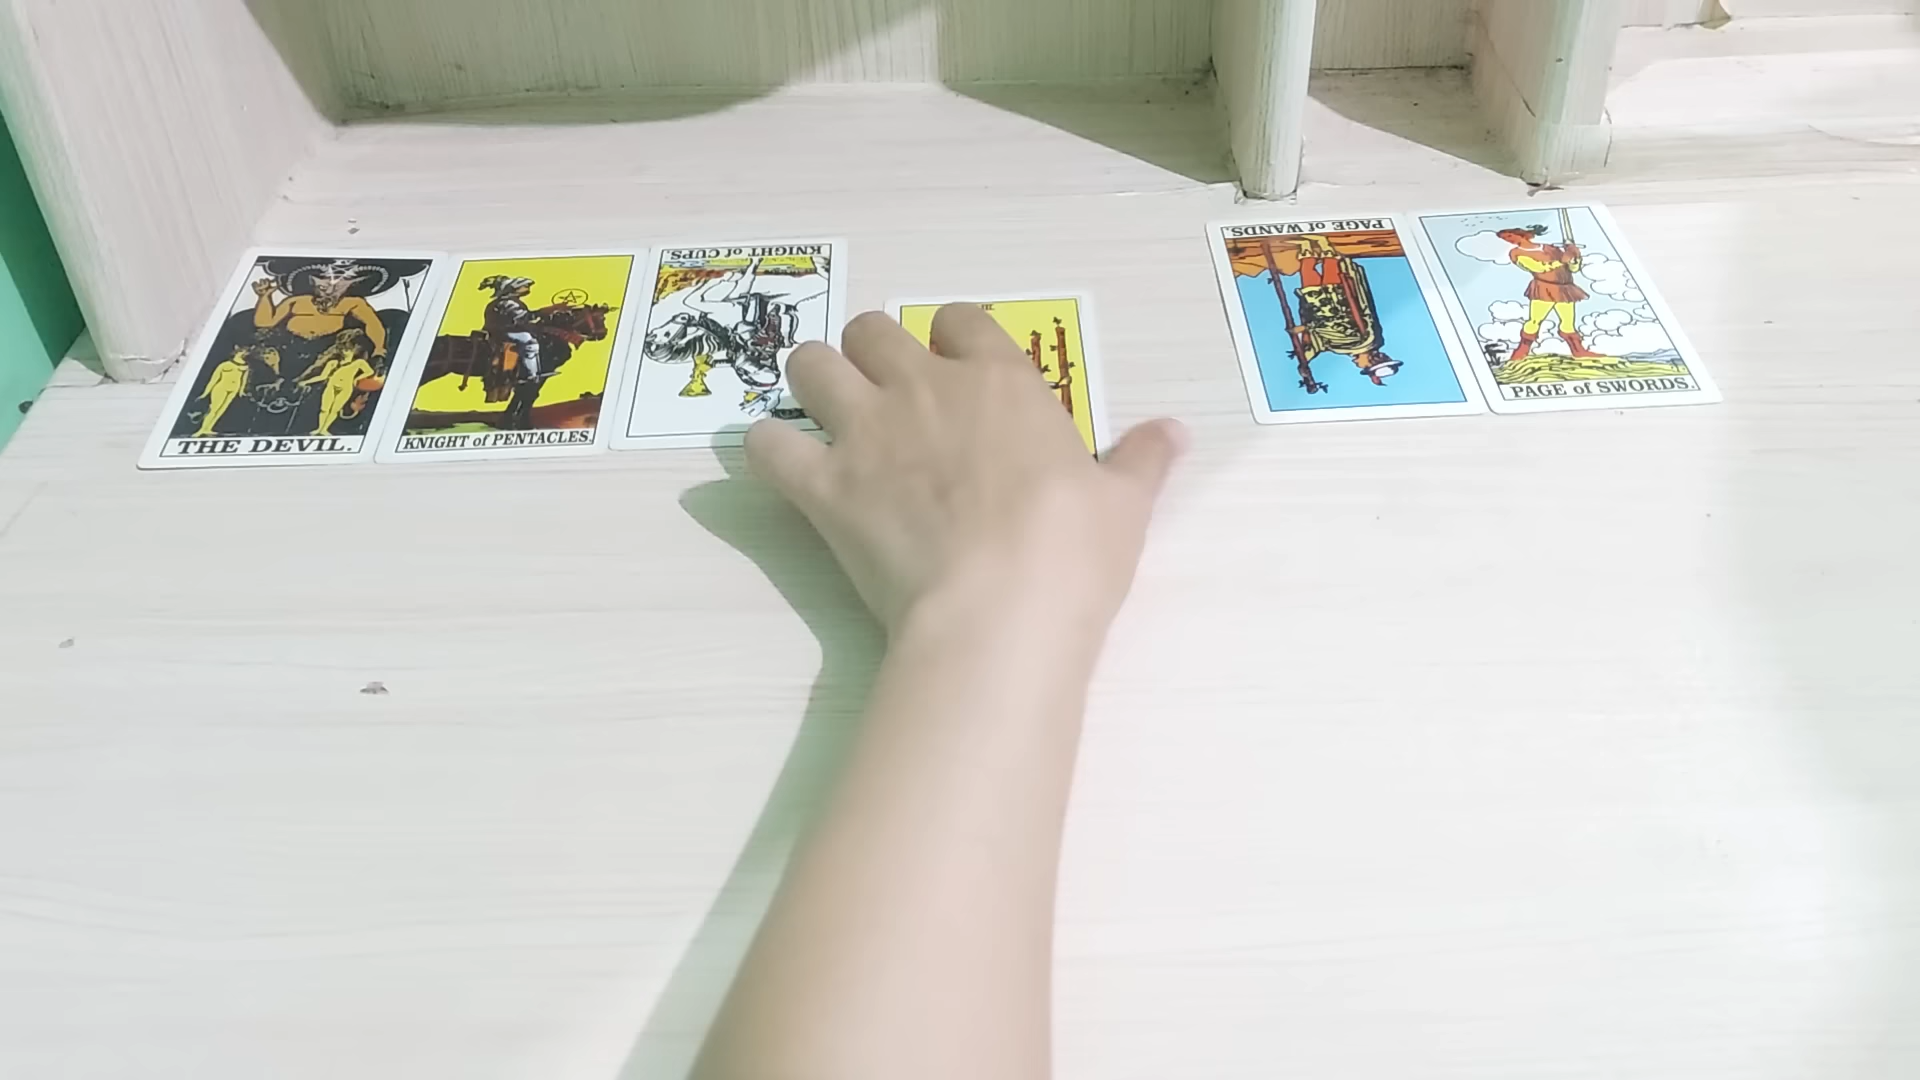 THE DEVIL.
KNIGHT of PENTACLES.
KNIGHT of CUPS.
PAGE of WANDS.
PAGE of SWORDS.